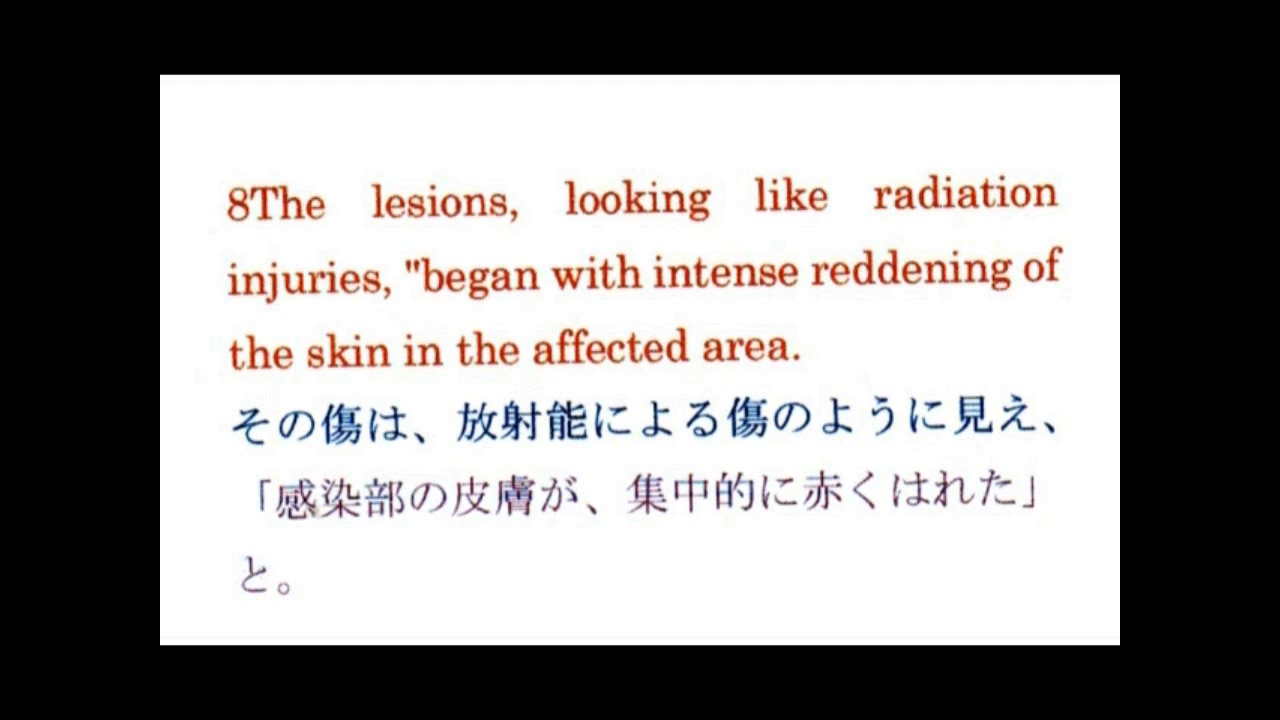 8The lesions, looking like radiation
injuries, "began with intense reddening of
the skin in the affected area.
その傷は、放射能による傷のように見え、
「感染部の皮膚が、集中的に赤くはれた」
と。